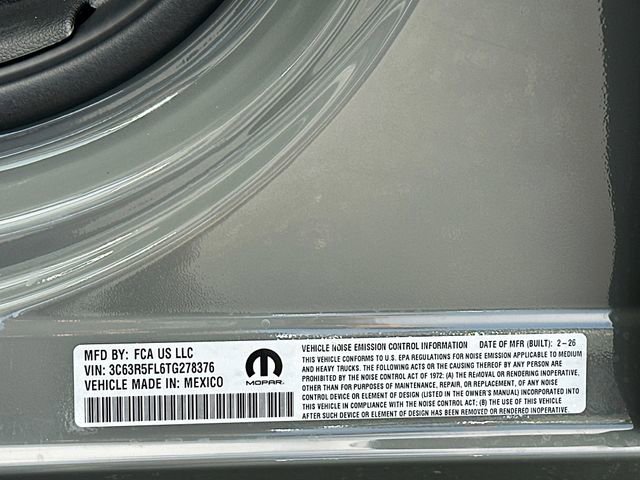 MFD BY: FCA US LLC
VIN: 3C63R5FL6TG278376
VEHICLE MADE IN: MEXICO
MOPAR
VEHICLE NOISE EMISSION CONTROL INFORMATION DATE OF MFR (BUILT): 2-26
THIS VEHICLE CONFORMS TO U.S. EPA REGULATIONS FOR NOISE EMISSION APPLICABLE TO MEDIUM
AND HEAVY TRUCKS. THE FOLLOWING ACTS OR THE CAUSING THEREOF BY ANY PERSON ARE
PROHIBITED BY THE NOISE CONTROL ACT OF 1972: (A) THE REMOVAL OR RENDERING INOPERATIVE,
OTHER THAN FOR PURPOSES OF MAINTENANCE, REPAIR, OR REPLACEMENT, OF ANY NOISE
CONTROL DEVICE OR ELEMENT OF DESIGN (LISTED IN THE OWNER'S MANUAL) INCORPORATED INTO
THIS VEHICLE IN COMPLIANCE WITH THE NOISE CONTROL ACT; (B) THE USE OF THIS VEHICLE
AFTER SUCH DEVICE OR ELEMENT OF DESIGN HAS BEEN REMOVED OR RENDERED INOPERATIVE.